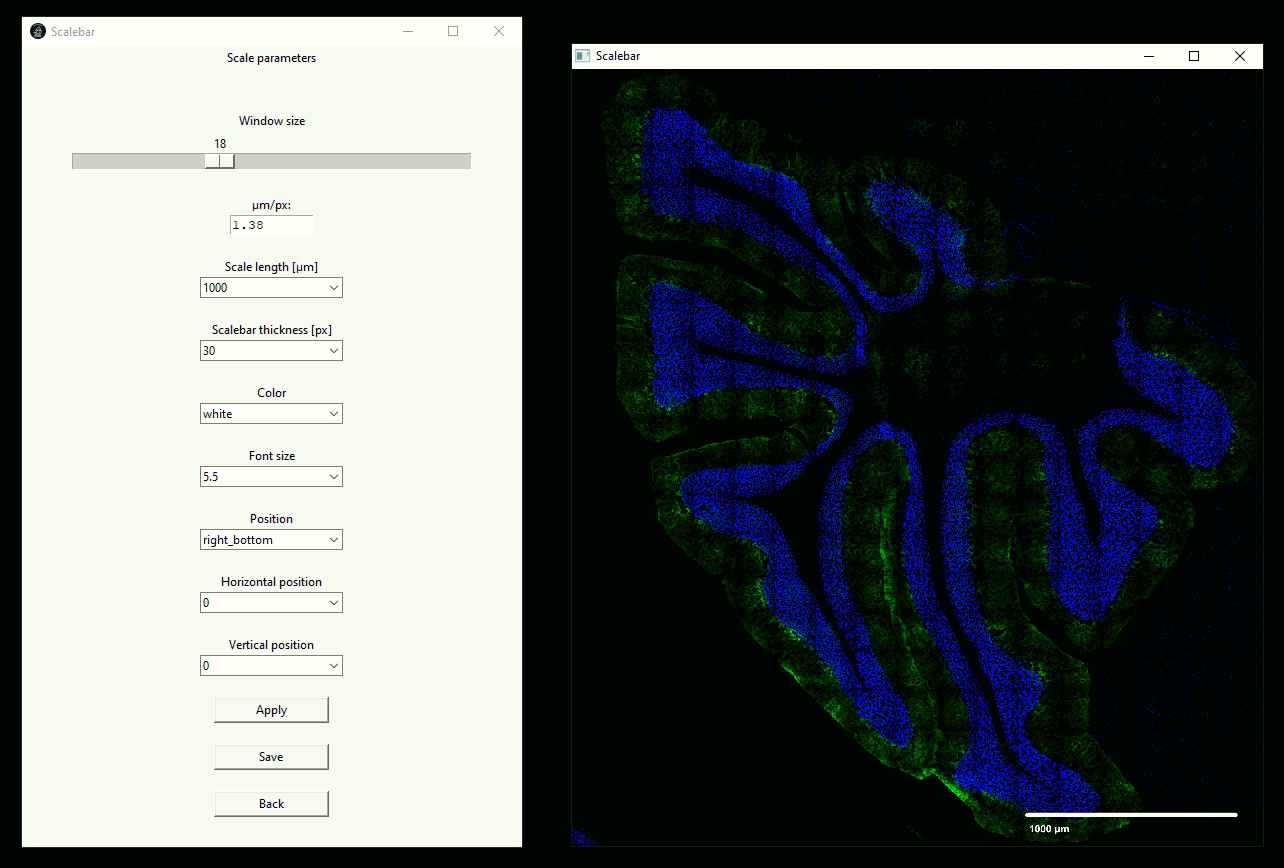 Scalebar
Scale parameters
Window size
18
µm/px:
1.38
Scale length [µm]
1000
Scalebar thickness [px]
30
Color
white
Font size
5.5
Position
right_bottom
Horizontal position
0
Vertical position
0
Apply
Save
Back
Scalebar
1000 µm